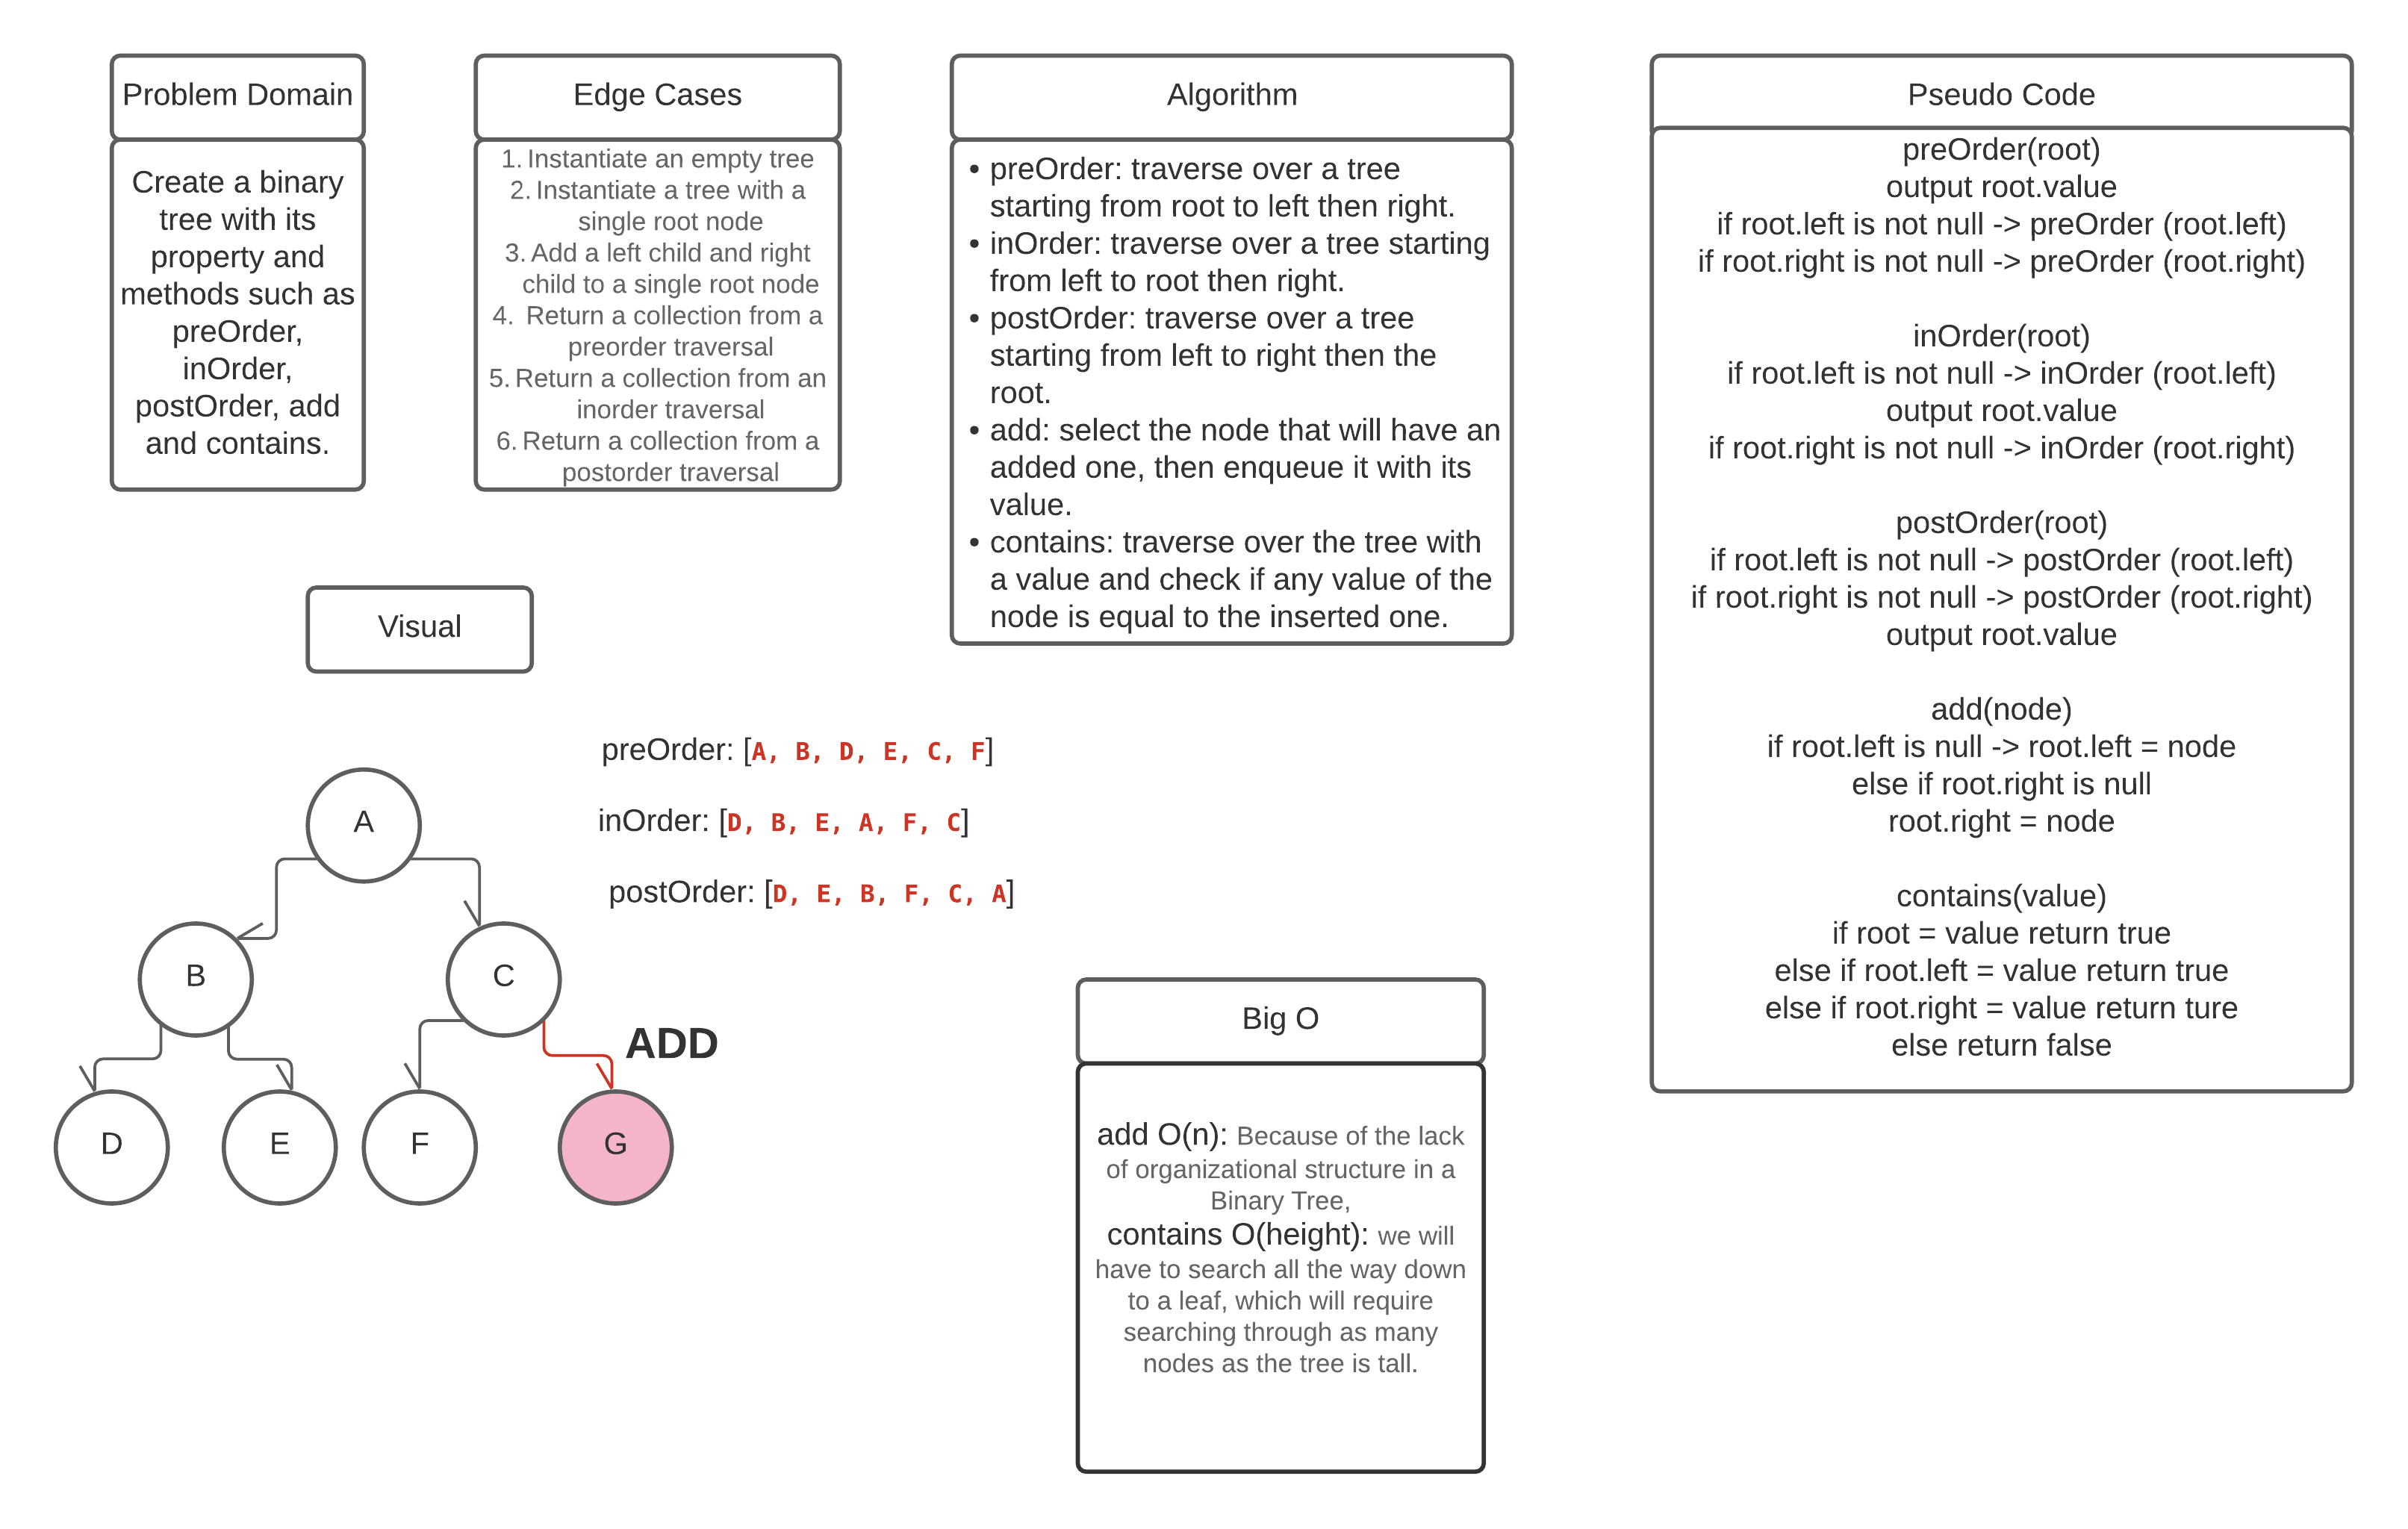 Problem Domain
Create a binary
tree with its
property and
methods such as
preOrder,
inOrder,
postOrder, add
and contains.
Edge Cases
1. Instantiate an empty tree
2. Instantiate a tree with a
single root node
3. Add a left child and right
child to a single root node
4. Return a collection from a
preorder traversal
5. Return a collection from an
inorder traversal
6. Return a collection from a
postorder traversal
Algorithm
• preOrder: traverse over a tree
starting from root to left then right.
• inOrder: traverse over a tree starting
from left to root then right.
• postOrder: traverse over a tree
starting from left to right then the
root.
• add: select the node that will have an
added one, then enqueue it with its
value.
• contains: traverse over the tree with
a value and check if any value of the
node is equal to the inserted one.
Pseudo Code
preOrder(root)
output root.value
if root.left is not null -> preOrder (root.left)
if root.right is not null -> preOrder (root.right)
inOrder(root)
if root.left is not null -> inOrder (root.left)
output root.value
if root.right is not null -> inOrder (root.right)
postOrder(root)
if root.left is not null -> postOrder (root.left)
if root.right is not null -> postOrder (root.right)
output root.value
add(node)
if root.left is null -> root.left = node
else if root.right is null
root.right = node
contains(value)
if root = value return true
else if root.left = value return true
else if root.right = value return ture
else return false
Visual
preOrder: [A, B, D, E, C, F]
inOrder: [D, B, E, A, F, C]
postOrder: [D, E, B, F, C, A]
A
B
C
ADD
D
E
F
G
Big O
add O(n): Because of the lack
of organizational structure in a
Binary Tree,
contains O(height): we will
have to search all the way down
to a leaf, which will require
searching through as many
nodes as the tree is tall.